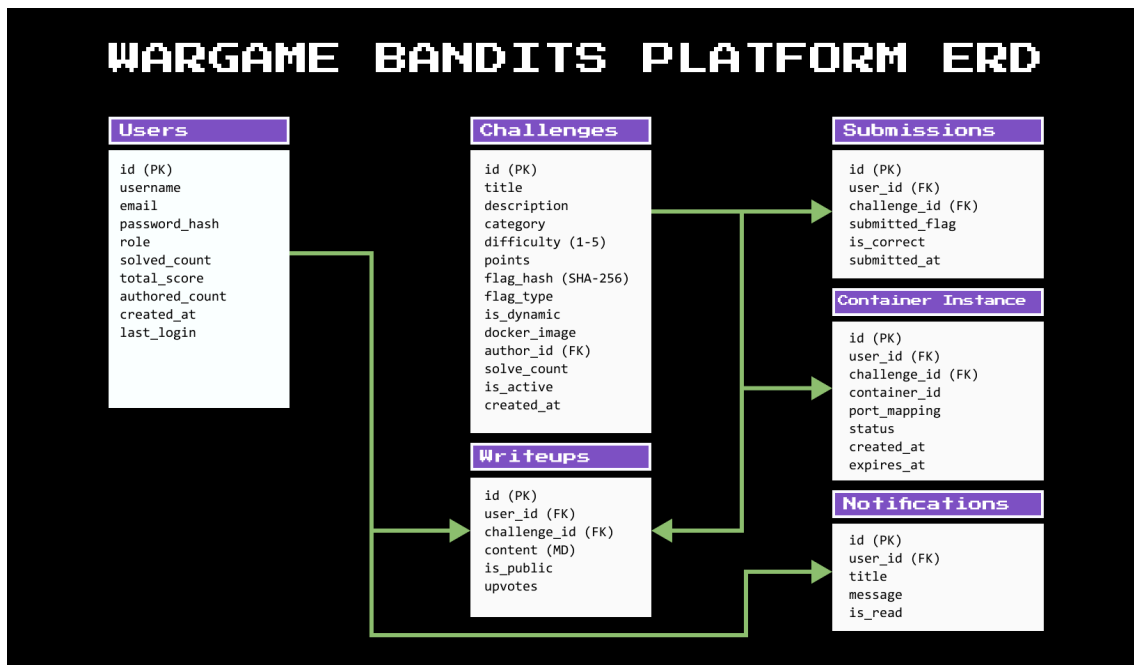 WARGAME BANDITS PLATFORM ERD
Users
id (PK)
username
email
password_hash
role
solved_count
total_score
authored_count
created_at
last_login
Challenges
id (PK)
title
description
category
difficulty (1-5)
points
flag_hash (SHA-256)
flag_type
is_dynamic
docker_image
author_id (FK)
solve_count
is_active
created_at
Writeups
id (PK)
user_id (FK)
challenge_id (FK)
content (MD)
is_public
upvotes
Submissions
id (PK)
user_id (FK)
challenge_id (FK)
submitted_flag
is_correct
submitted_at
Container Instance
id (PK)
user_id (FK)
challenge_id (FK)
container_id
port_mapping
status
created_at
expires_at
Notifications
id (PK)
user_id (FK)
title
message
is_read